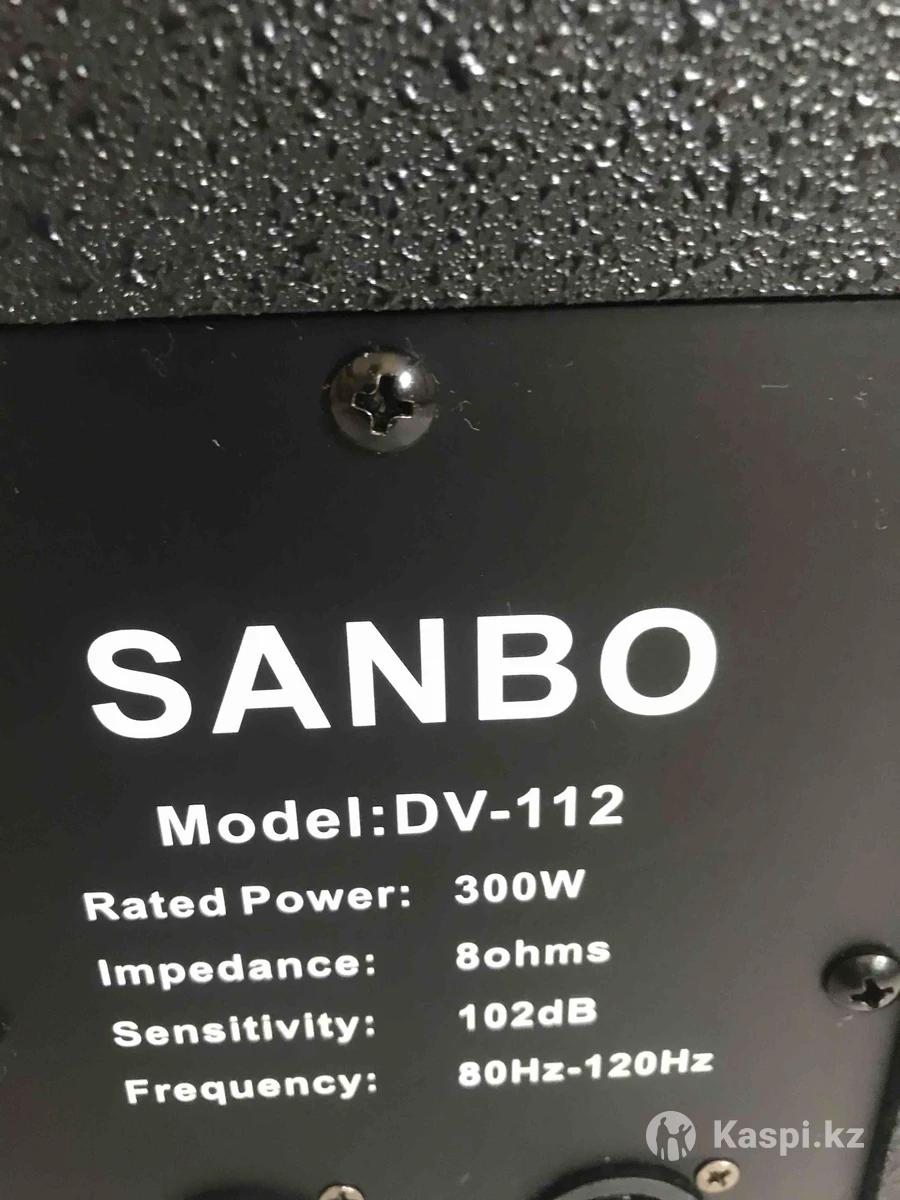 SANBO
Model:DV-112
Rated Power: 300W
Impedance: 8ohms
Sensitivity: 102dB
Frequency: 80Hz-120Hz
Kaspi.kz